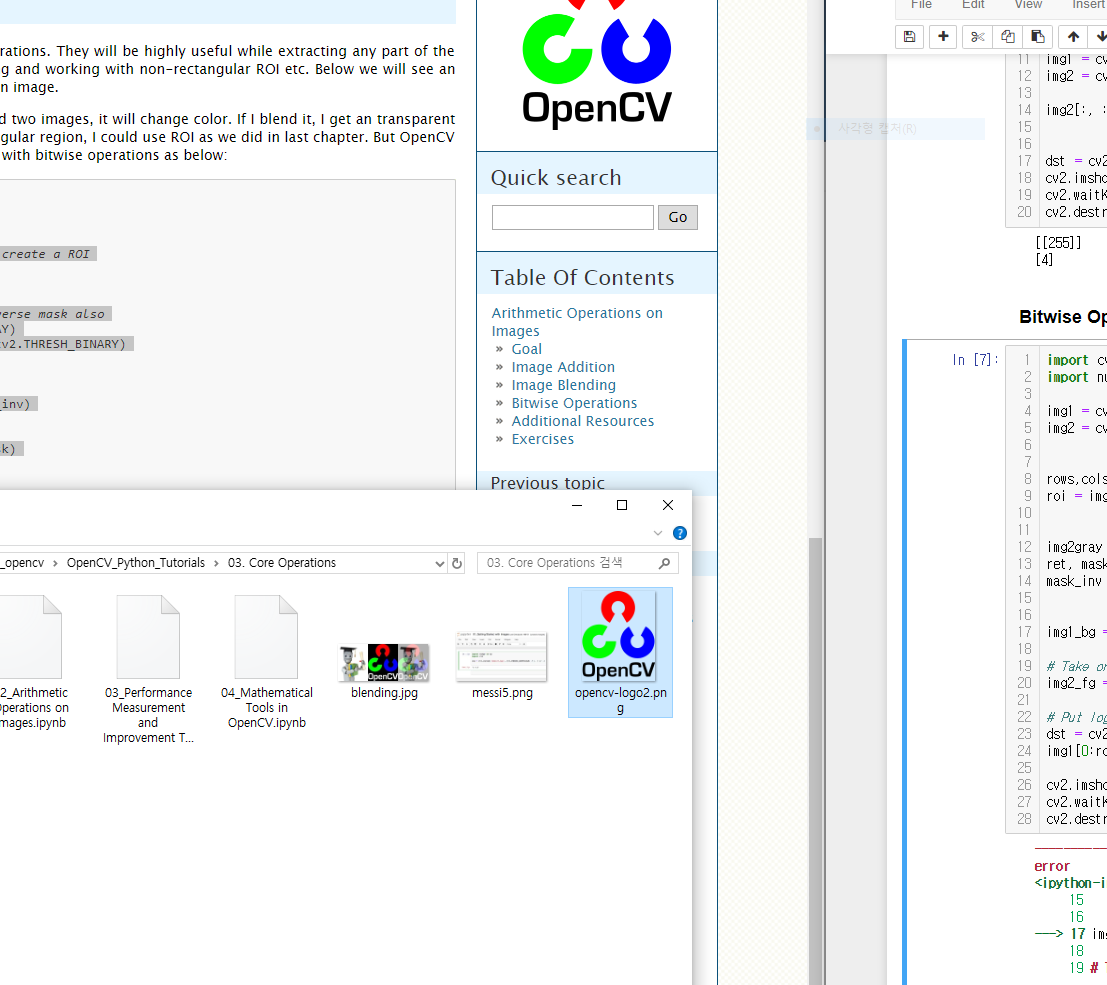 rations. They will be highly useful while extracting any part of the
g and working with non-rectangular ROI etc. Below we will see an
n image.
d two images, it will change color. If I blend it, I get an transparent
gular region, I could use ROI as we did in last chapter. But OpenCV
with bitwise operations as below:
create a ROI
verse mask also
AY)
cv2.THRESH_BINARY)
_inv)
sk)
OpenCV
Quick search
Go
Table Of Contents
Arithmetic Operations on
Images
» Goal
» Image Addition
» Image Blending
» Bitwise Operations
» Additional Resources
» Exercises
Previous topic
_opencv › OpenCV_Python_Tutorials › 03. Core Operations
03. Core Operations 검색
2_Arithmetic
Operations on
mages.ipynb
03_Performance
Measurement
and
Improvement T...
04_Mathematical
Tools in
OpenCV.ipynb
OpenCV
blending.jpg
messi5.png
OpenCV
opencv-logo2.pn
g
사각형 캡처(R)
File Edit View Insert
11 img1 = cv
12 img2 = cv
13
14 img2[:, :
15
16
17 dst = cv2
18 cv2.imsho
19 cv2.waitK
20 cv2.destr
[[255]]
[4]
Bitwise Op
In [7]:
1 import cv
2 import nu
3
4 img1 = cv
5 img2 = cv
6
7
8 rows,cols
9 roi = img
10
11
12 img2gray
13 ret, mask
14 mask_inv
15
16
17 img1_bg =
18
19 # Take on
20 img2_fg =
21
22 # Put log
23 dst = cv2
24 img1[0:ro
25
26 cv2.imsho
27 cv2.waitK
28 cv2.destr
error
<ipython-i
15
16
---> 17 img
18
19 # T